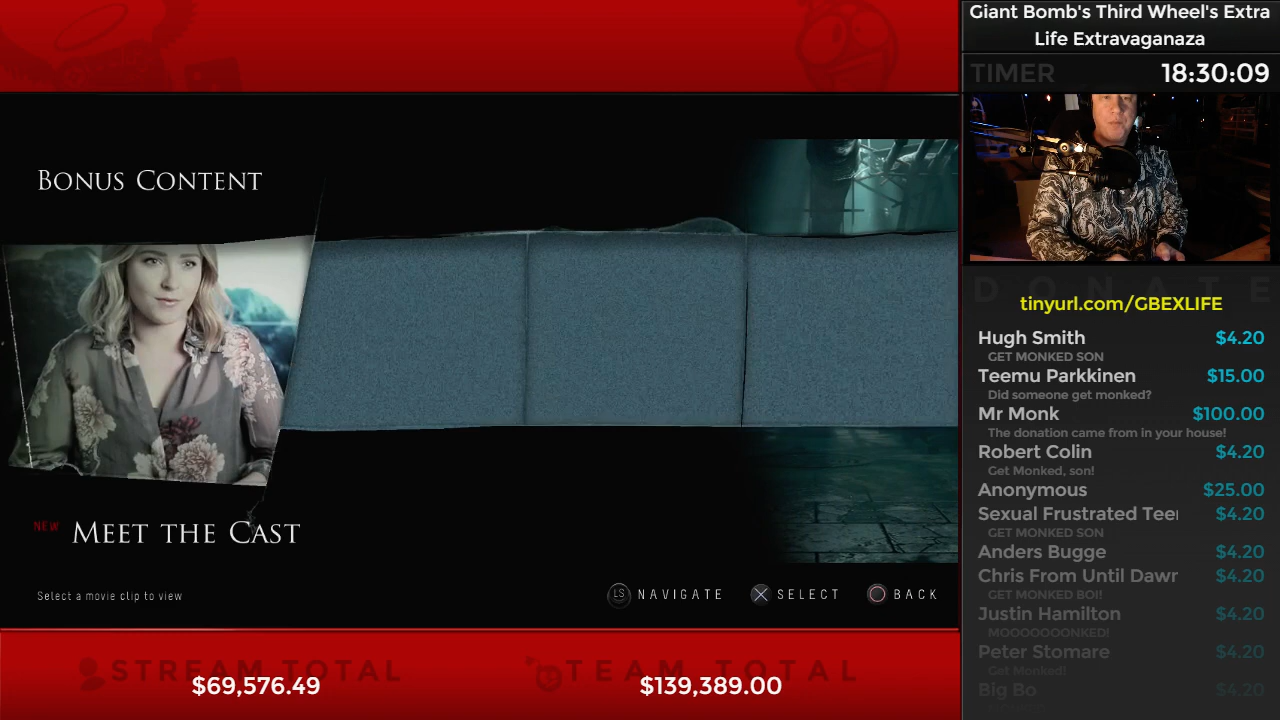 Giant Bomb's Third Wheel's Extra
Life Extravaganaza
TIMER
18:30:09
BONUS CONTENT
NEW
MEET THE CAST
Select a movie clip to view
LS NAVIGATE
SELECT
BACK
DONATE
tinyurl.com/GBEXLIFE
Hugh Smith $4.20
GET MONKED SON
Teemu Parkkinen $15.00
Did someone get monked?
Mr Monk $100.00
The donation came from in your house!
Robert Colin $4.20
Get Monked, son!
Anonymous $25.00
Sexual Frustrated Teer $4.20
GET MONKED SON
Anders Bugge $4.20
Chris From Until Dawr $4.20
GET MONKED BOI!
Justin Hamilton $4.20
MOOOOOOONKED!
Peter Stomare $4.20
Get Monked!
Big Bo $4.20
STREAM TOTAL
$69,576.49
TEAM TOTAL
$139,389.00